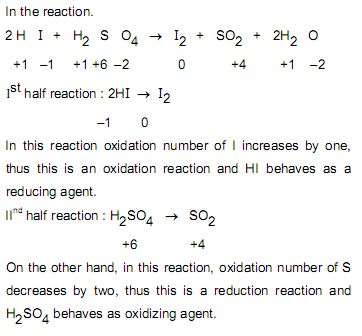 In the reaction.
2 H I + H₂ S O₄ → I₂ + SO₂ + 2H₂ O
+1 −1 +1 +6 −2 0 +4 +1 −2
Iˢᵗ half reaction : 2HI → I₂
−1 0
In this reaction oxidation number of I increases by one,
thus this is an oxidation reaction and HI behaves as a
reducing agent.
IIⁿᵈ half reaction : H₂SO₄ → SO₂
+6 +4
On the other hand, in this reaction, oxidation number of S
decreases by two, thus this is a reduction reaction and
H₂SO₄ behaves as oxidizing agent.